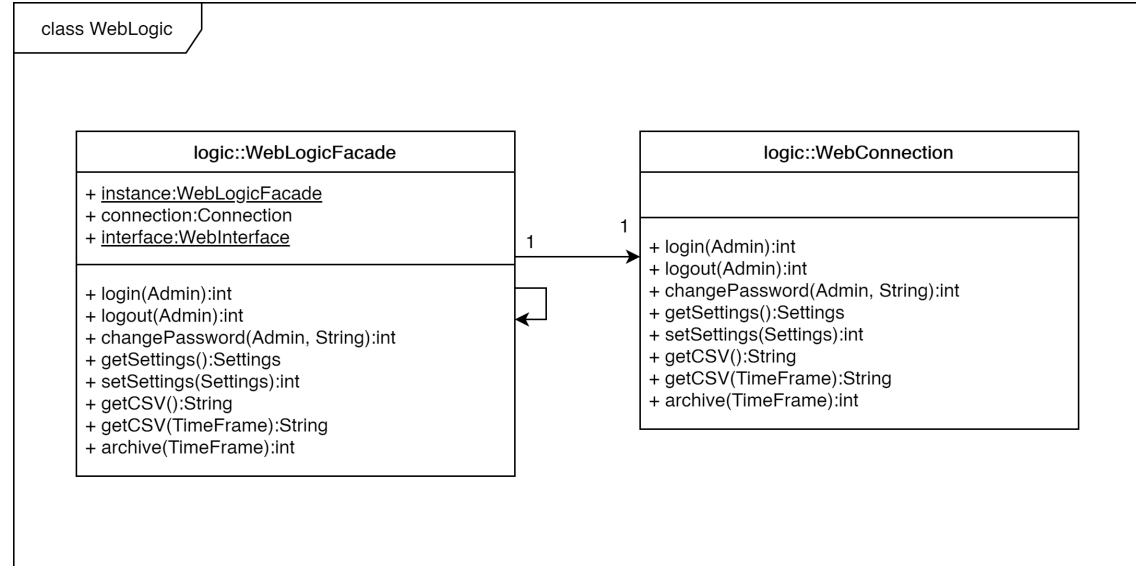 class WebLogic
logic::WebLogicFacade
+ instance:WebLogicFacade
+ connection:Connection
+ interface:WebInterface
+ login(Admin):int
+ logout(Admin):int
+ changePassword(Admin, String):int
+ getSettings():Settings
+ setSettings(Settings):int
+ getCSV():String
+ getCSV(TimeFrame):String
+ archive(TimeFrame):int
1
1
logic::WebConnection
+ login(Admin):int
+ logout(Admin):int
+ changePassword(Admin, String):int
+ getSettings():Settings
+ setSettings(Settings):int
+ getCSV():String
+ getCSV(TimeFrame):String
+ archive(TimeFrame):int